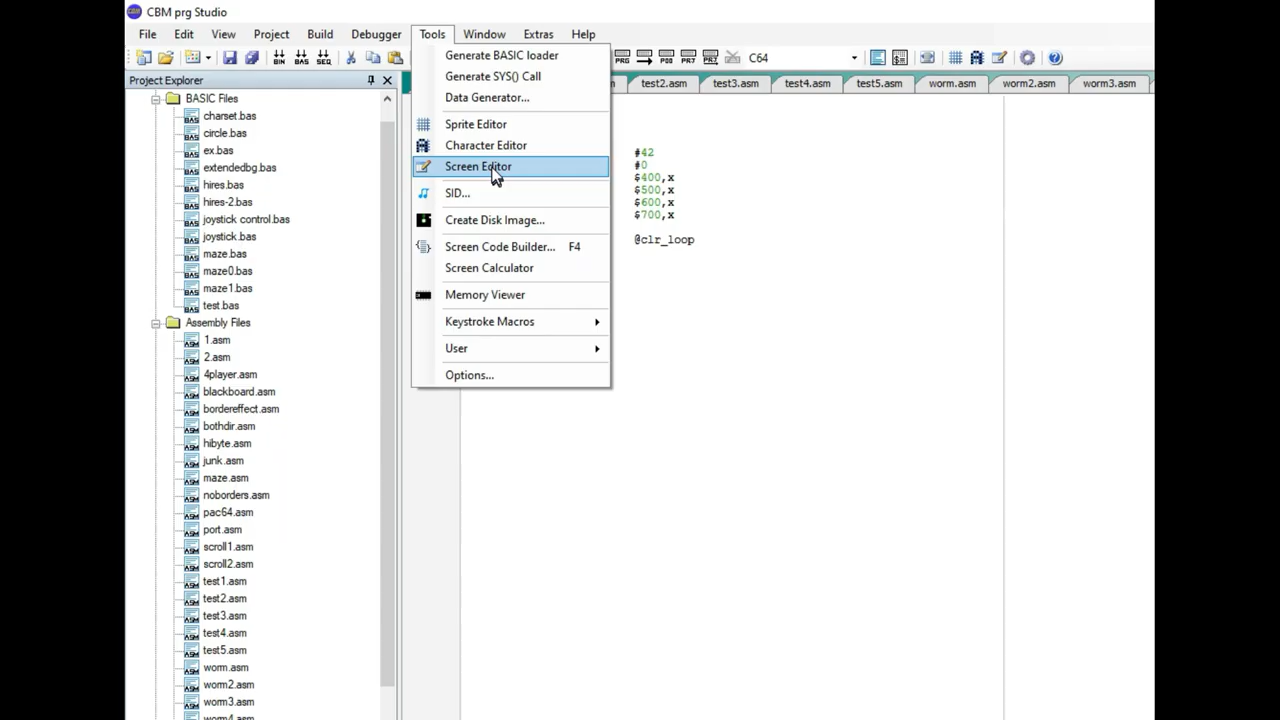 CBM prg Studio
File Edit View Project Build Debugger Tools Window Extras Help
C64
Project Explorer
test2.asm test3.asm test4.asm test5.asm worm.asm worm2.asm worm3.asm
BASIC Files
charset.bas
circle.bas
ex.bas
extendedbg.bas
hires.bas
hires-2.bas
joystick control.bas
joystick.bas
maze.bas
maze0.bas
maze1.bas
test.bas
Assembly Files
1.asm
2.asm
4player.asm
blackboard.asm
bordereffect.asm
bothdir.asm
hibyte.asm
junk.asm
maze.asm
noborders.asm
pac64.asm
port.asm
scroll1.asm
scroll2.asm
test1.asm
test2.asm
test3.asm
test4.asm
test5.asm
worm.asm
worm2.asm
worm3.asm
worm4.asm
Generate BASIC loader
Generate SYS() Call
Data Generator...
Sprite Editor
Character Editor
Screen Editor
SID...
Create Disk Image...
Screen Code Builder... F4
Screen Calculator
Memory Viewer
Keystroke Macros
User
Options...
#42
#0
$400,x
$500,x
$600,x
$700,x
@clr_loop